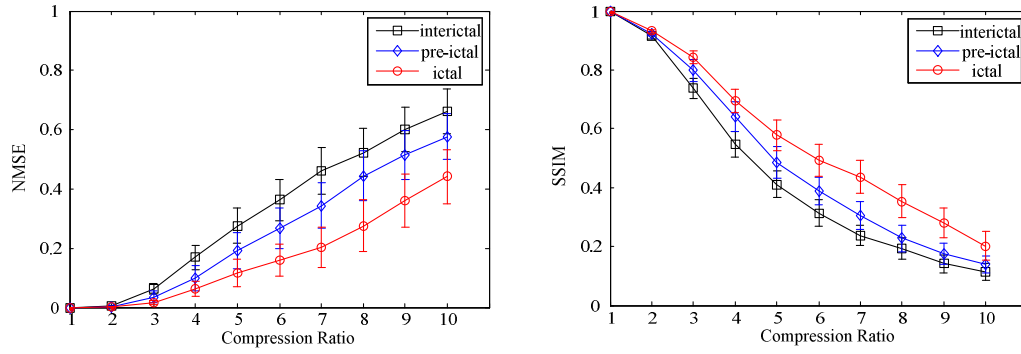 1
0.8
0.6
0.4
0.2
0
NMSE
interictal
pre-ictal
ictal
1 2 3 4 5 6 7 8 9 10
Compression Ratio
1
0.8
0.6
0.4
0.2
0
SSIM
interictal
pre-ictal
ictal
1 2 3 4 5 6 7 8 9 10
Compression Ratio